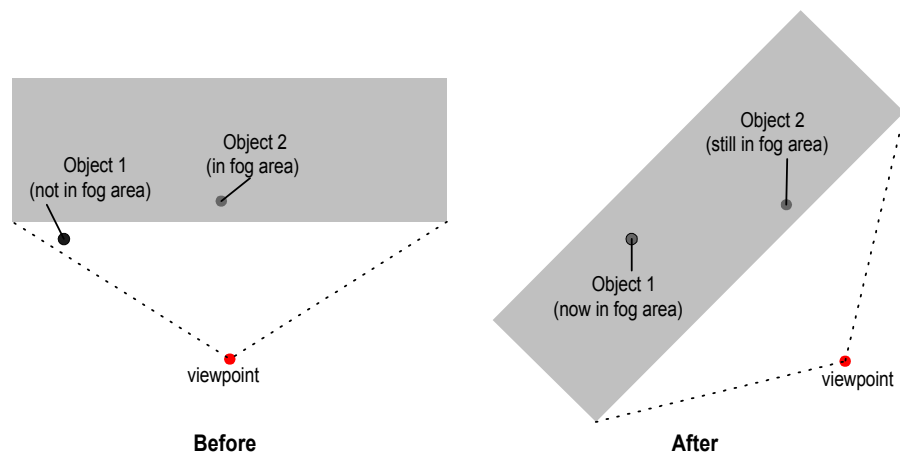 Object 1
(not in fog area)
Object 2
(in fog area)
viewpoint
Before
Object 2
(still in fog area)
Object 1
(now in fog area)
viewpoint
After